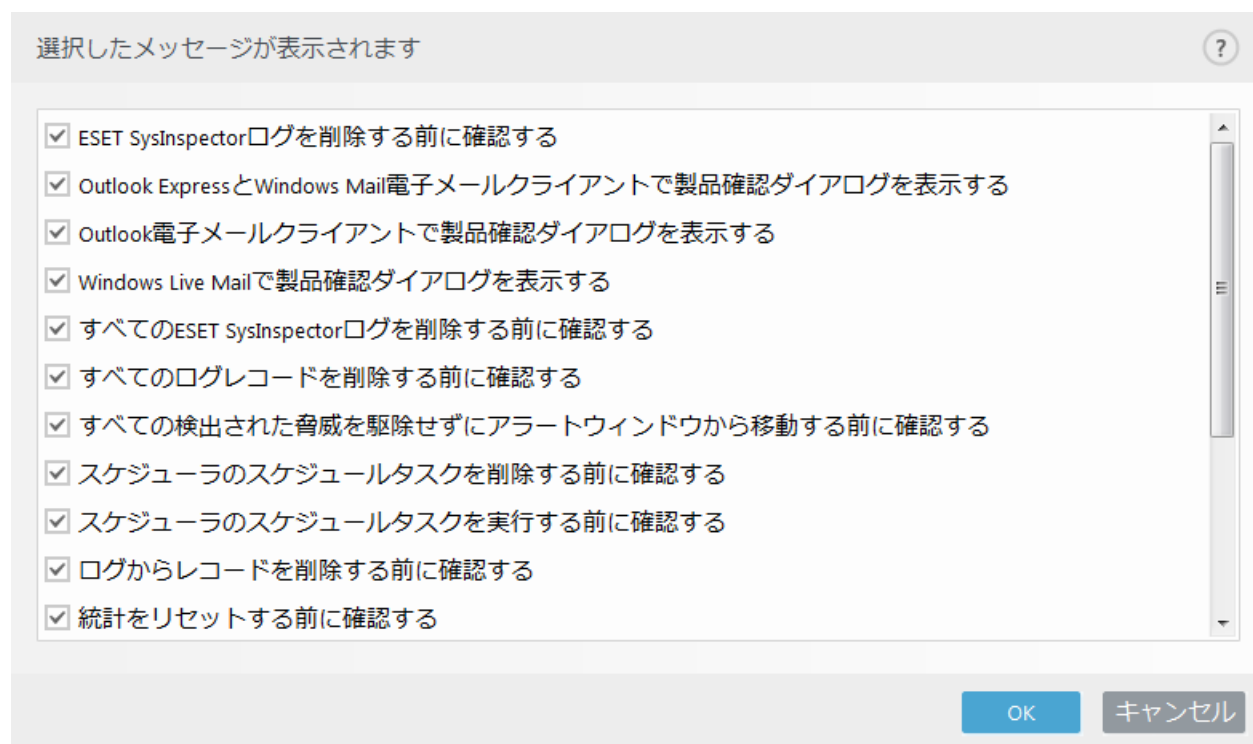 選択したメッセージが表示されます
?
ESET SysInspectorログを削除する前に確認する
Outlook ExpressとWindows Mail電子メールクライアントで製品確認ダイアログを表示する
Outlook電子メールクライアントで製品確認ダイアログを表示する
Windows Live Mailで製品確認ダイアログを表示する
すべてのESET SysInspectorログを削除する前に確認する
すべてのログレコードを削除する前に確認する
すべての検出された脅威を駆除せずにアラートウィンドウから移動する前に確認する
スケジューラのスケジュールタスクを削除する前に確認する
スケジューラのスケジュールタスクを実行する前に確認する
ログからレコードを削除する前に確認する
統計をリセットする前に確認する
OK
キャンセル